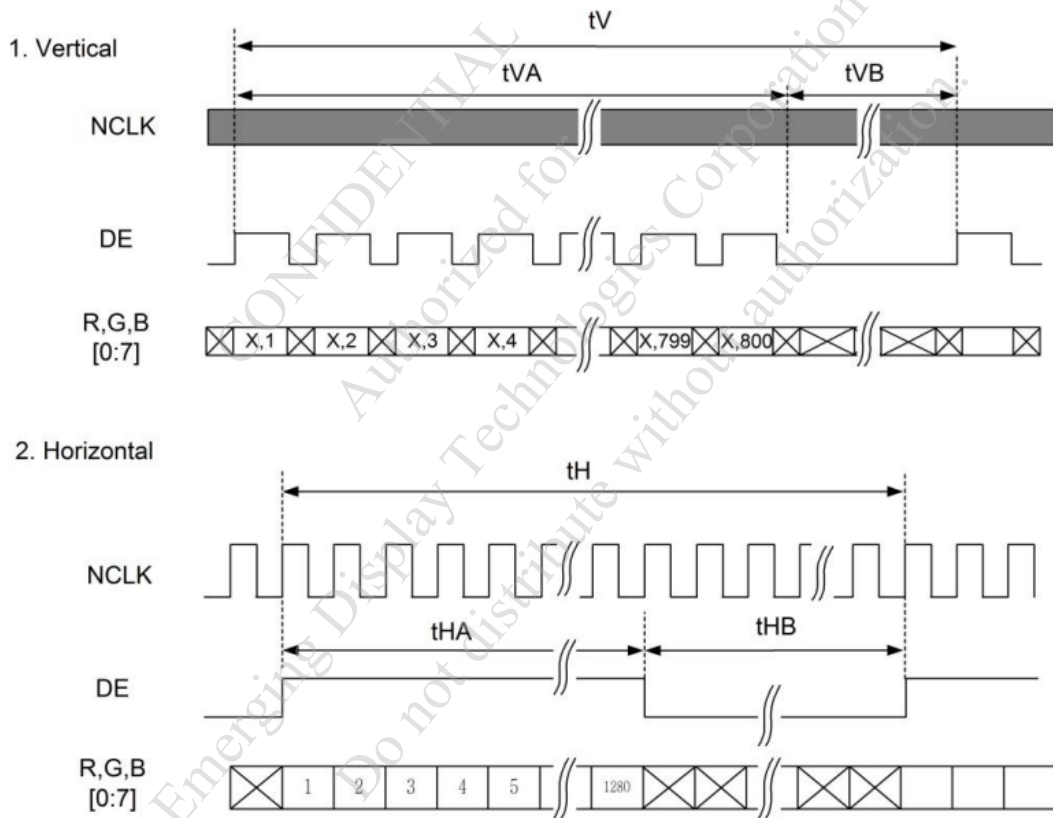 tV
1. Vertical
tVA
tVB
NCLK
DE
R,G,B
[0:7]
X,1
X,2
X,3
X,4
X,799
X,800
2. Horizontal
tH
NCLK
tHA
tHB
DE
R,G,B
[0:7]
1
2
3
4
5
1280
CONFIDENTIAL
Authorized for
Emerging Display Technologies Corporation
Do not distribute without authorization.